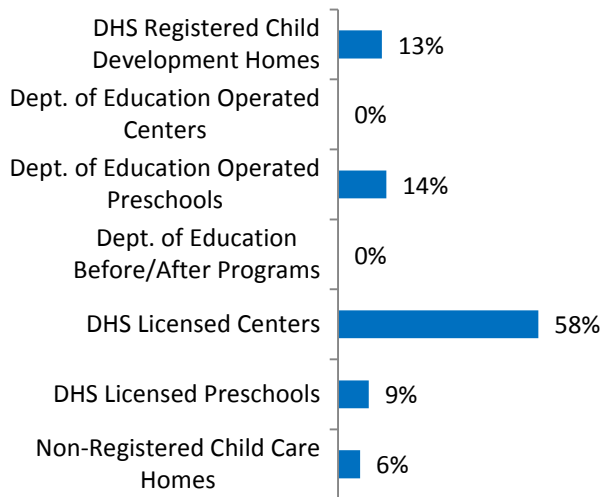 DHS Registered Child
Development Homes
13%
Dept. of Education Operated
Centers
0%
Dept. of Education Operated
Preschools
14%
Dept. of Education
Before/After Programs
0%
DHS Licensed Centers
58%
DHS Licensed Preschools
9%
Non-Registered Child Care
Homes
6%